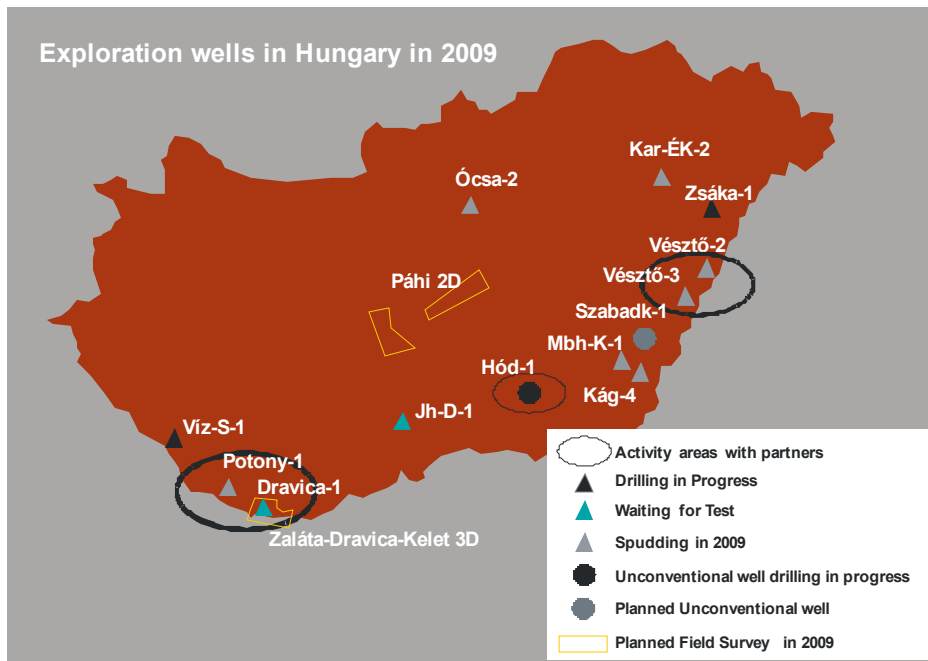 Exploration wells in Hungary in 2009
Kar-ÉK-2
Ócsa-2
Zsáka-1
Vésztő-2
Vésztő-3
Páhi 2D
Szabadk-1
Mbh-K-1
Hód-1
Kág-4
Jh-D-1
Víz-S-1
Potony-1
Dravica-1
Zaláta-Dravica-Kelet 3D
Activity areas with partners
Drilling in Progress
Waiting for Test
Spudding in 2009
Unconventional well drilling in progress
Planned Unconventional well
Planned Field Survey in 2009